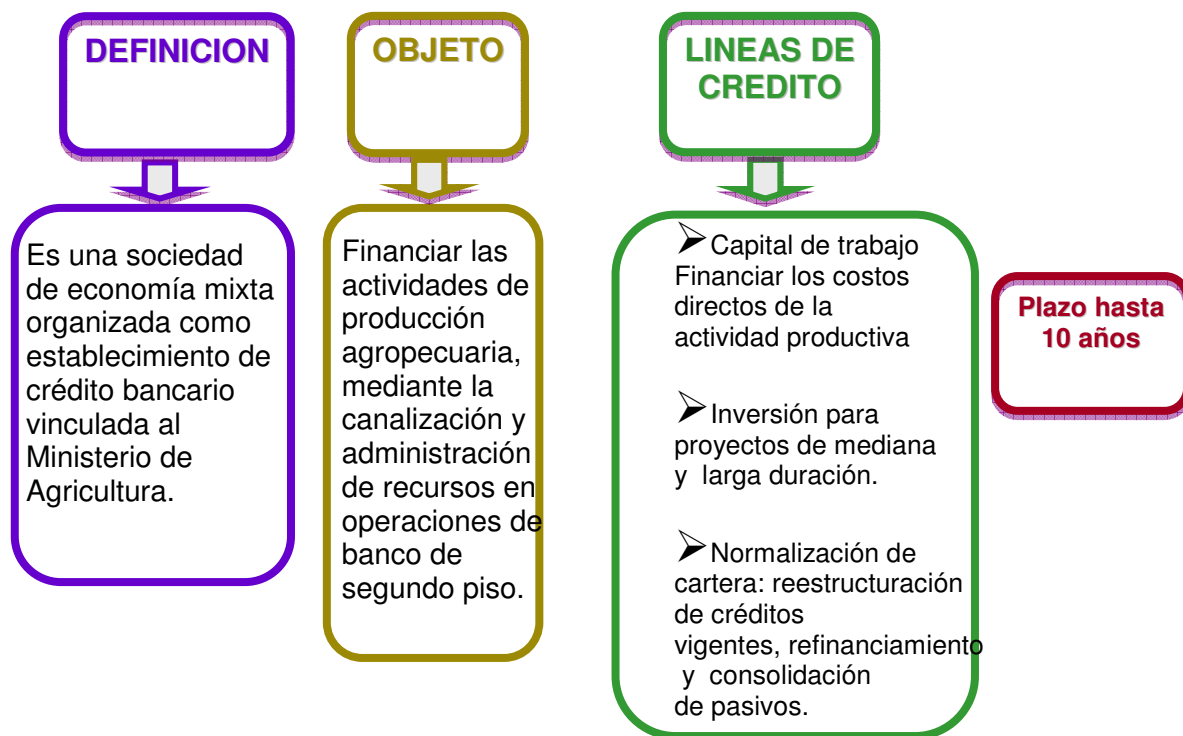 DEFINICION
Es una sociedad
de economía mixta
organizada como
establecimiento de
crédito bancario
vinculada al
Ministerio de
Agricultura.
OBJETO
Financiar las
actividades de
producción
agropecuaria,
mediante la
canalización y
administración
de recursos en
operaciones de
banco de
segundo piso.
LINEAS DE
CREDITO
➢Capital de trabajo
Financiar los costos
directos de la
actividad productiva
➢Inversión para
proyectos de mediana
y larga duración.
➢Normalización de
cartera: reestructuración
de créditos
vigentes, refinanciamiento
y consolidación
de pasivos.
Plazo hasta
10 años